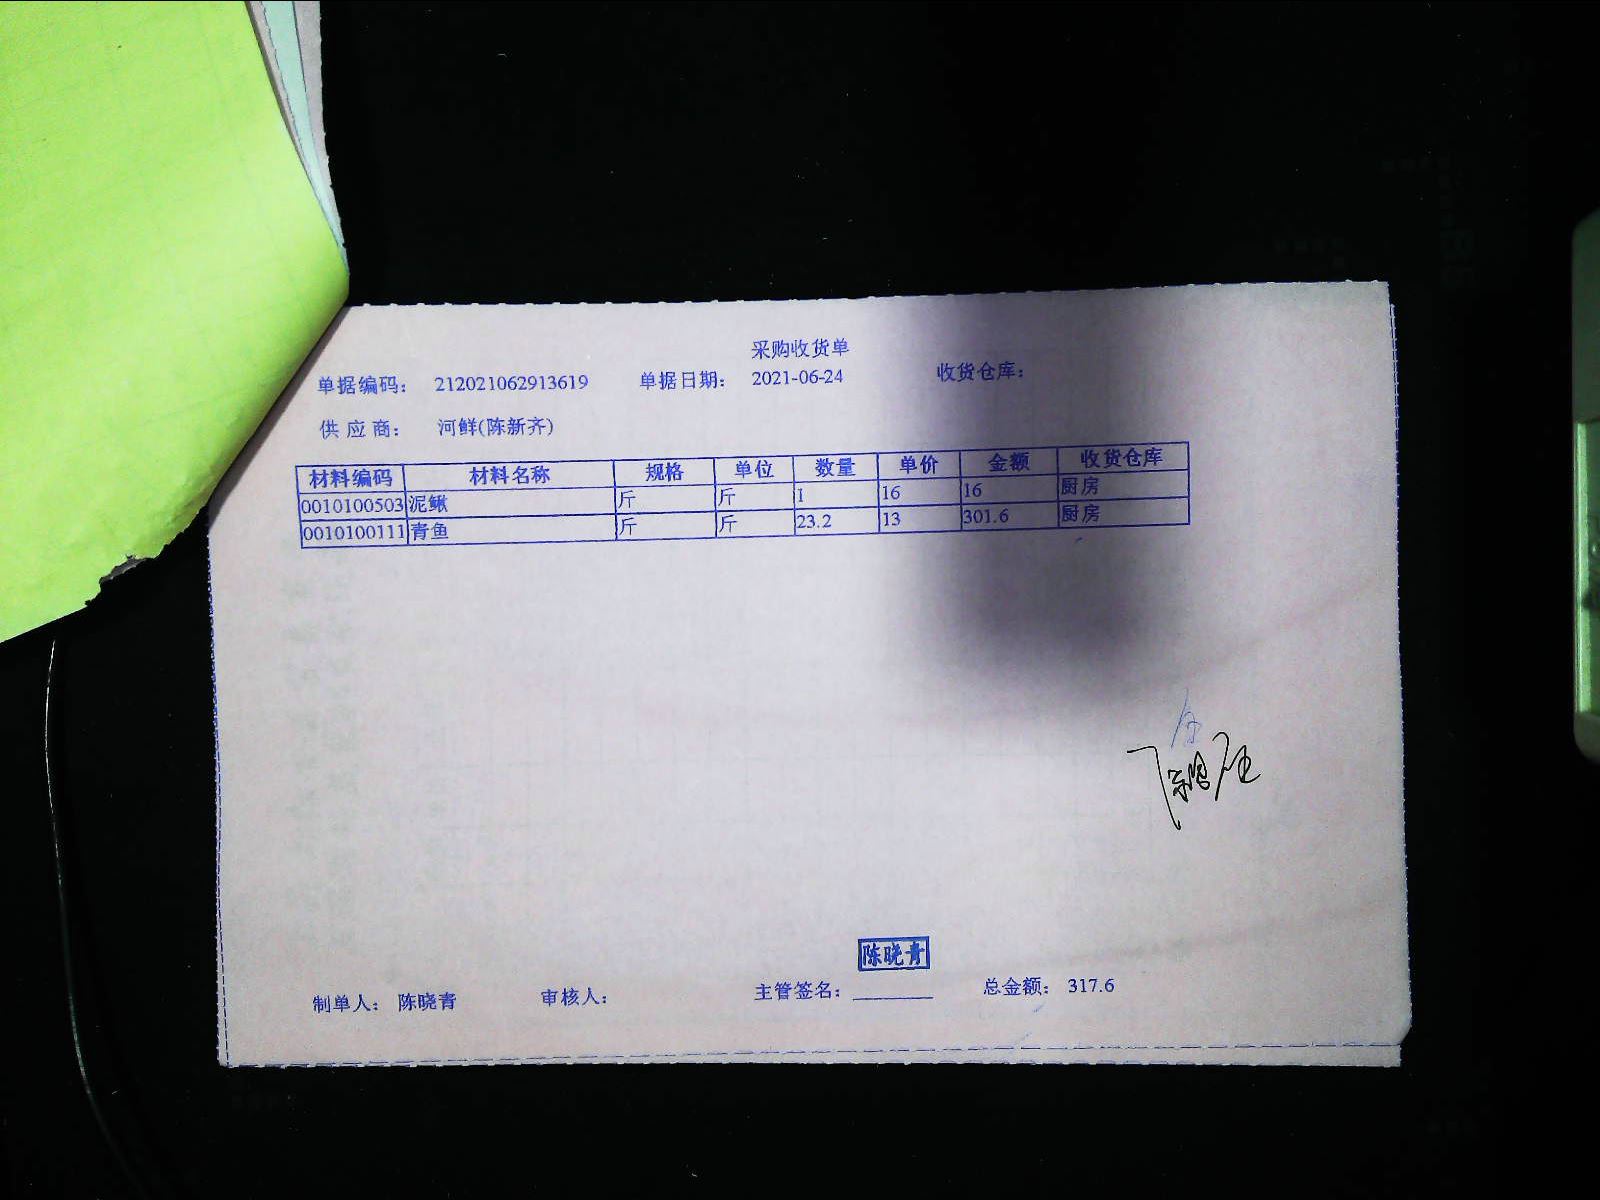 采购收货单
单据编码： 212021062913619 单据日期： 2021-06-24 收货仓库：
供应商： 河鲜(陈新齐)
材料编码 材料名称 规格 单位 数量 单价 金额 收货仓库
0010100503 泥鳅 斤 斤 1 16 16 厨房
0010100111 青鱼 斤 斤 23.2 13 301.6 厨房
陈晓青
制单人： 陈晓青 审核人： 主管签名： 总金额： 317.6